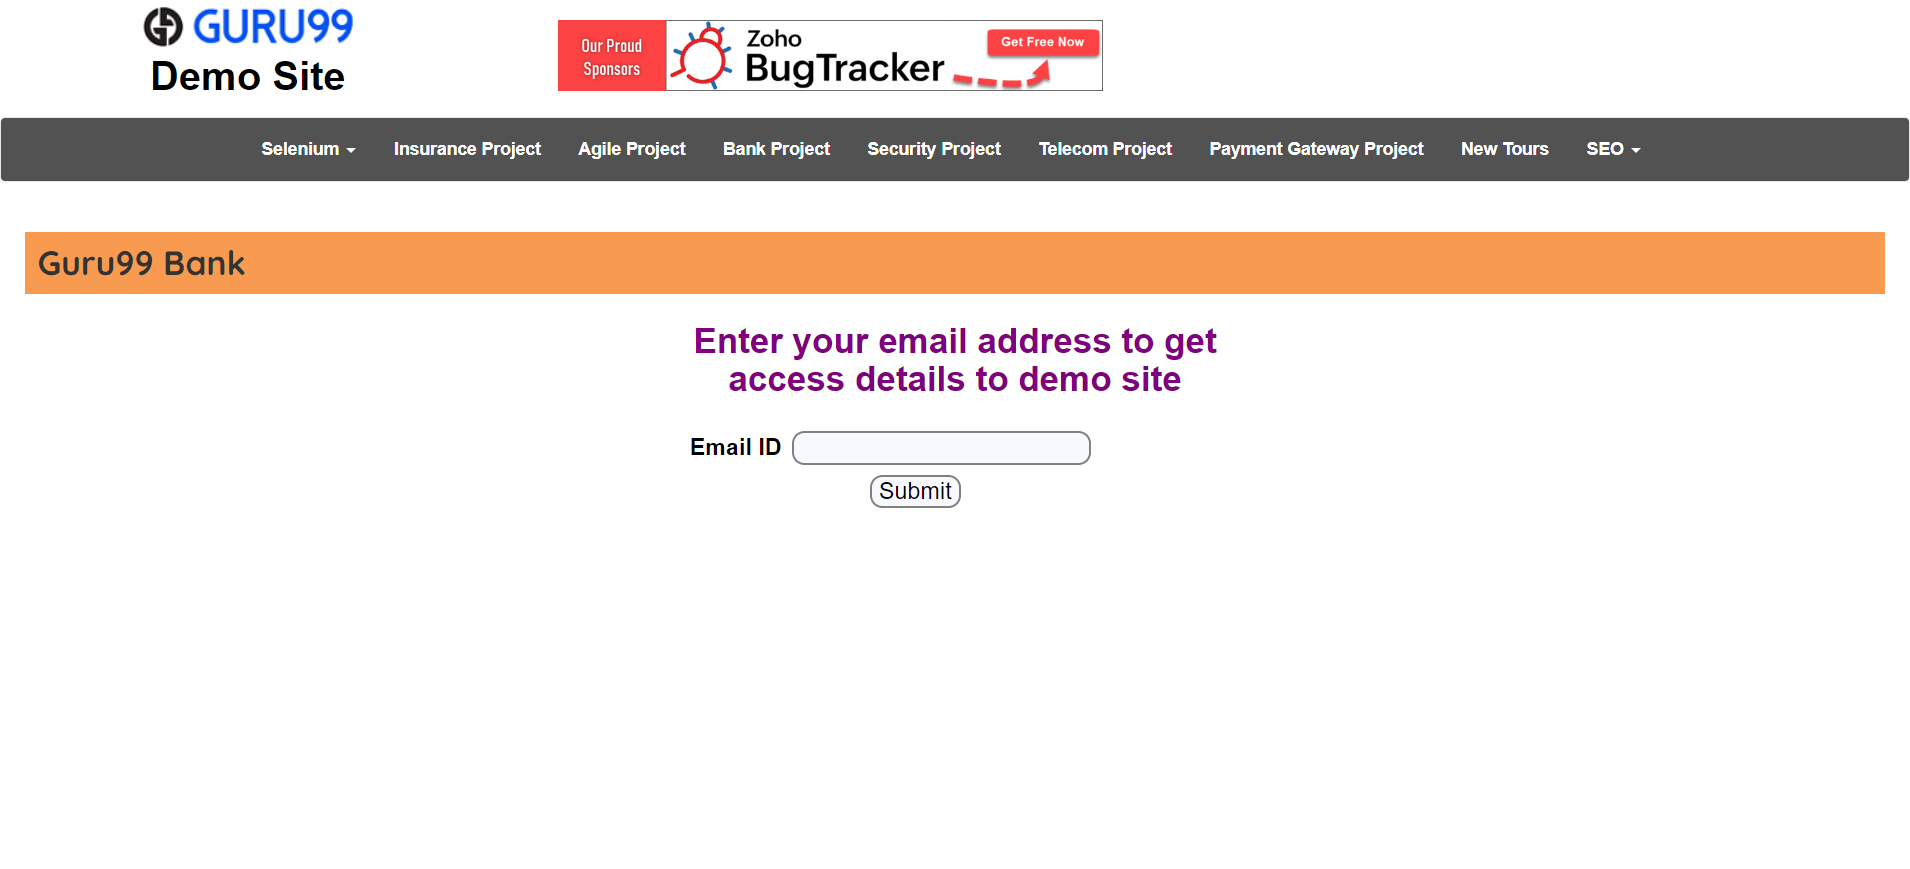 GURU99
Demo Site
Our Proud
Sponsors
Zoho
BugTracker
Get Free Now
Selenium
Insurance Project
Agile Project
Bank Project
Security Project
Telecom Project
Payment Gateway Project
New Tours
SEO
Guru99 Bank
Enter your email address to get
access details to demo site
Email ID
Submit